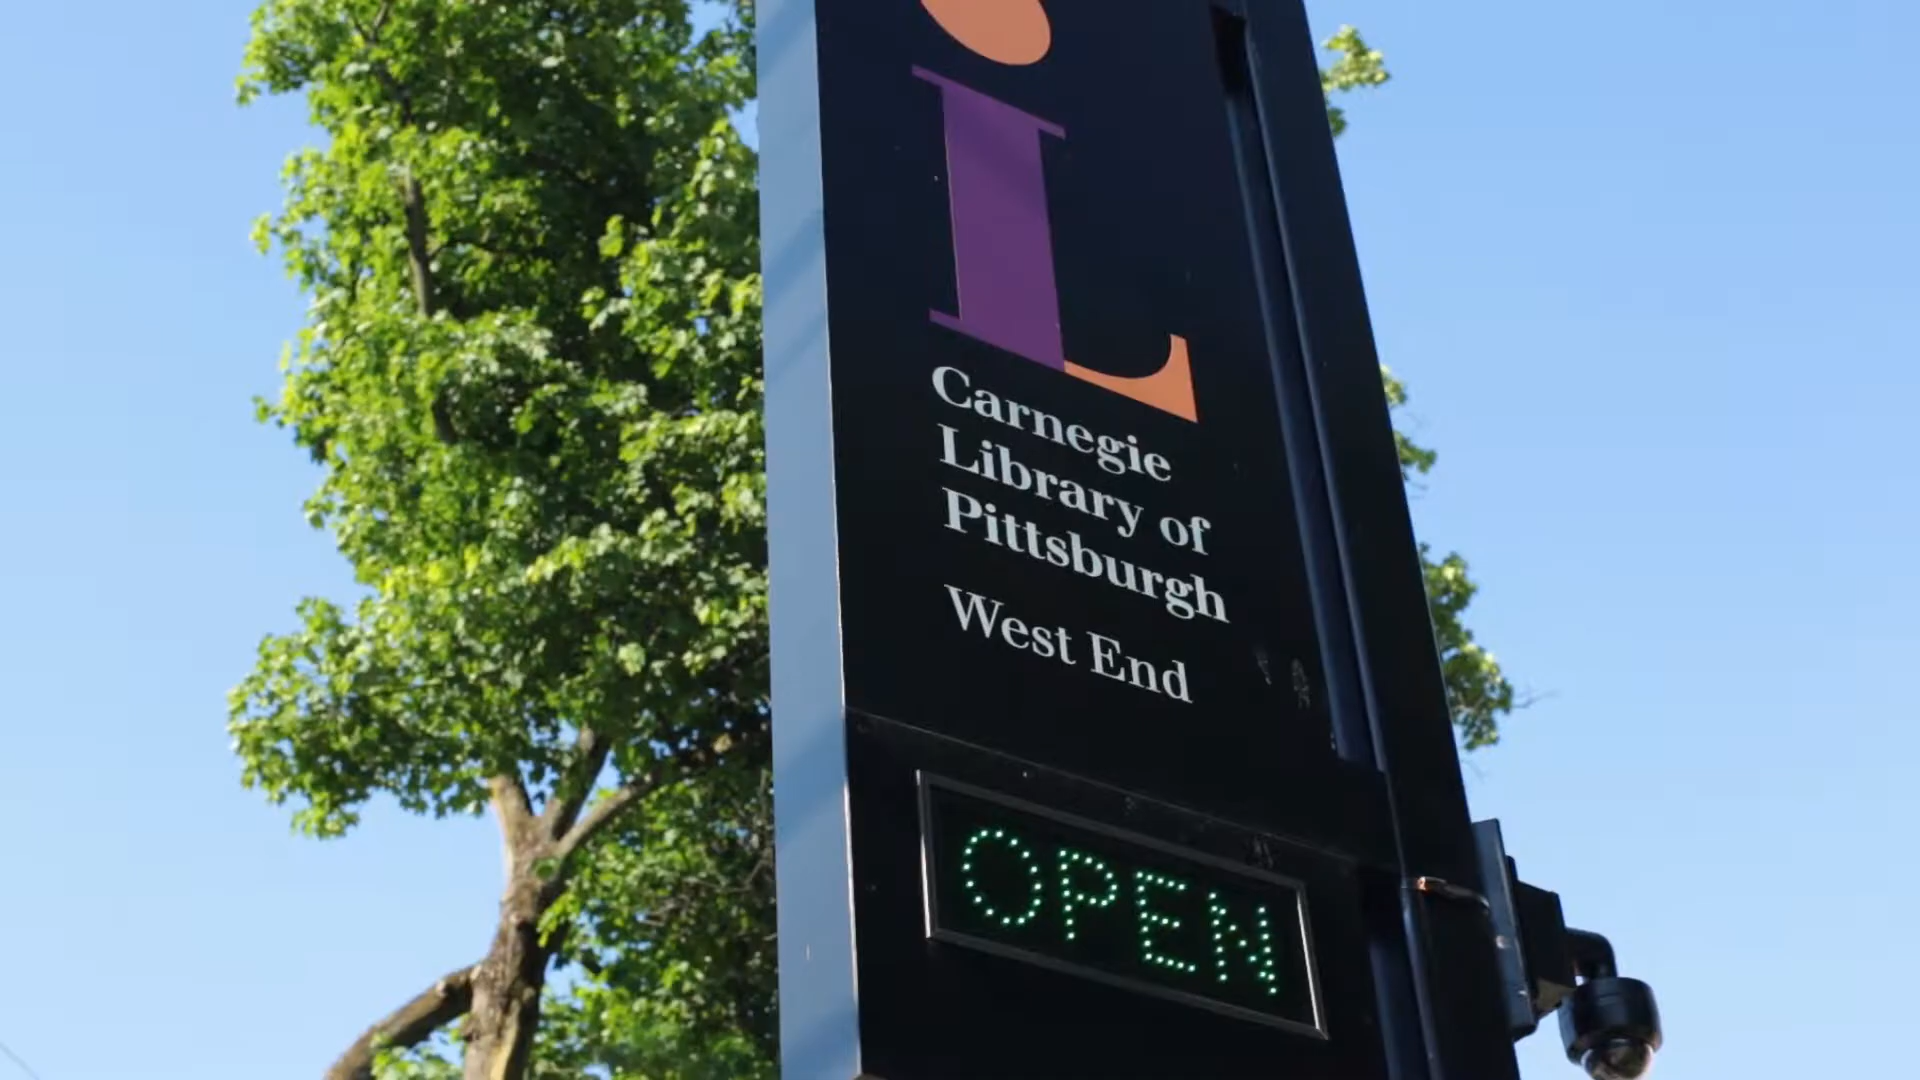 L
Carnegie
Library of
Pittsburgh
West End
OPEN